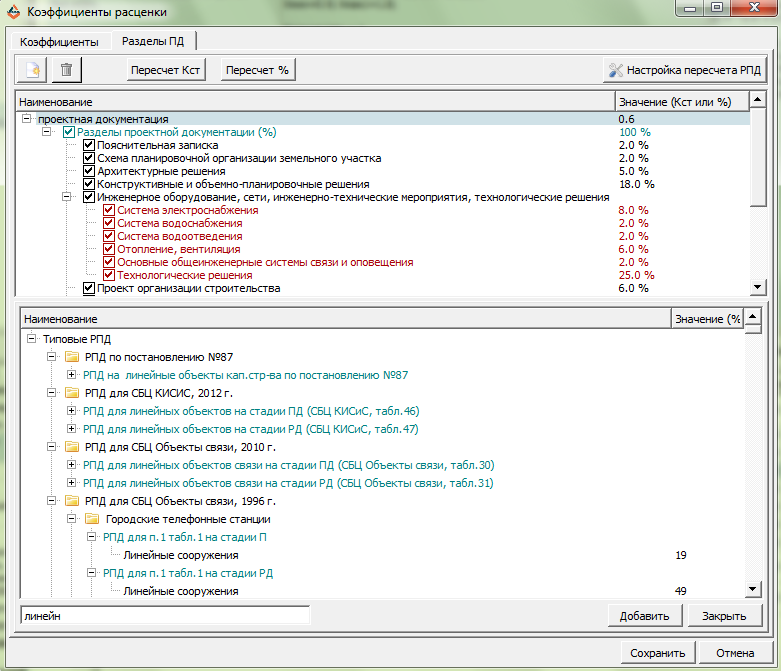 Коэффициенты расценки
Коэффициенты Разделы ПД
Пересчет Кст Пересчет % Настройка пересчета РПД
Наименование Значение (Кст или %)
проектная документация 0.6
Разделы проектной документации (%) 100 %
Пояснительная записка 2.0 %
Схема планировочной организации земельного участка 2.0 %
Архитектурные решения 5.0 %
Конструктивные и объемно-планировочные решения 18.0 %
Инженерное оборудование, сети, инженерно-технические мероприятия, технологические решения
Система электроснабжения 8.0 %
Система водоснабжения 2.0 %
Система водоотведения 2.0 %
Отопление, вентиляция 6.0 %
Основные общеинженерные системы связи и оповещения 2.0 %
Технологические решения 25.0 %
Проект организации строительства 6.0 %
Наименование Значение (%
Типовые РПД
РПД по постановлению №87
РПД на линейные объекты кап.стр-ва по постановлению №87
РПД для СБЦ КИСИС, 2012 г.
РПД для линейных объектов на стадии ПД (СБЦ КИСиС, табл.46)
РПД для линейных объектов на стадии РД (СБЦ КИСиС, табл.47)
РПД для СБЦ Объекты связи, 2010 г.
РПД для линейных объектов связи на стадии ПД (СБЦ Объекты связи, табл.30)
РПД для линейных объектов связи на стадии РД (СБЦ Объекты связи, табл.31)
РПД для СБЦ Объекты связи, 1996 г.
Городские телефонные станции
РПД для п.1 табл.1 на стадии П
Линейные сооружения 19
РПД для п.1 табл.1 на стадии РД
Линейные сооружения 49
линейн Добавить Закрыть
Сохранить Отмена